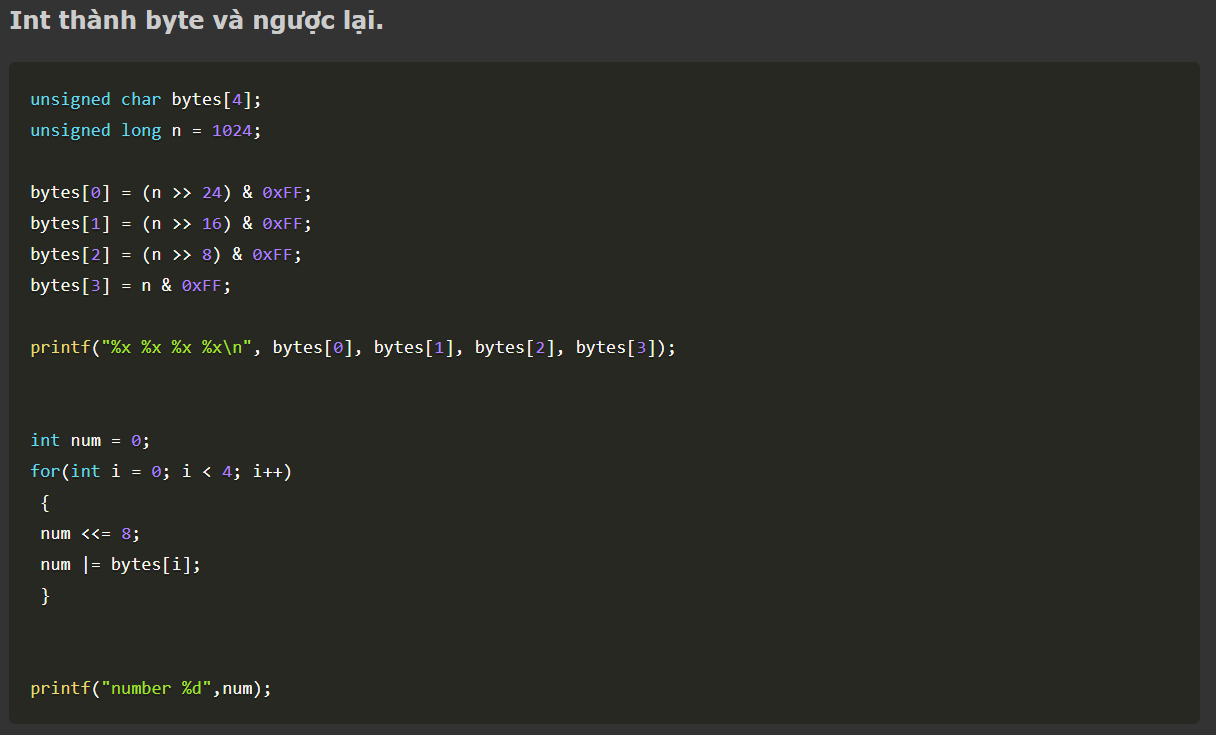 Int thành byte và ngược lại.
unsigned char bytes[4];
unsigned long n = 1024;
bytes[0] = (n >> 24) & 0xFF;
bytes[1] = (n >> 16) & 0xFF;
bytes[2] = (n >> 8) & 0xFF;
bytes[3] = n & 0xFF;
printf("%x %x %x %x\n", bytes[0], bytes[1], bytes[2], bytes[3]);
int num = 0;
for(int i = 0; i < 4; i++)
{
num <<= 8;
num |= bytes[i];
}
printf("number %d",num);